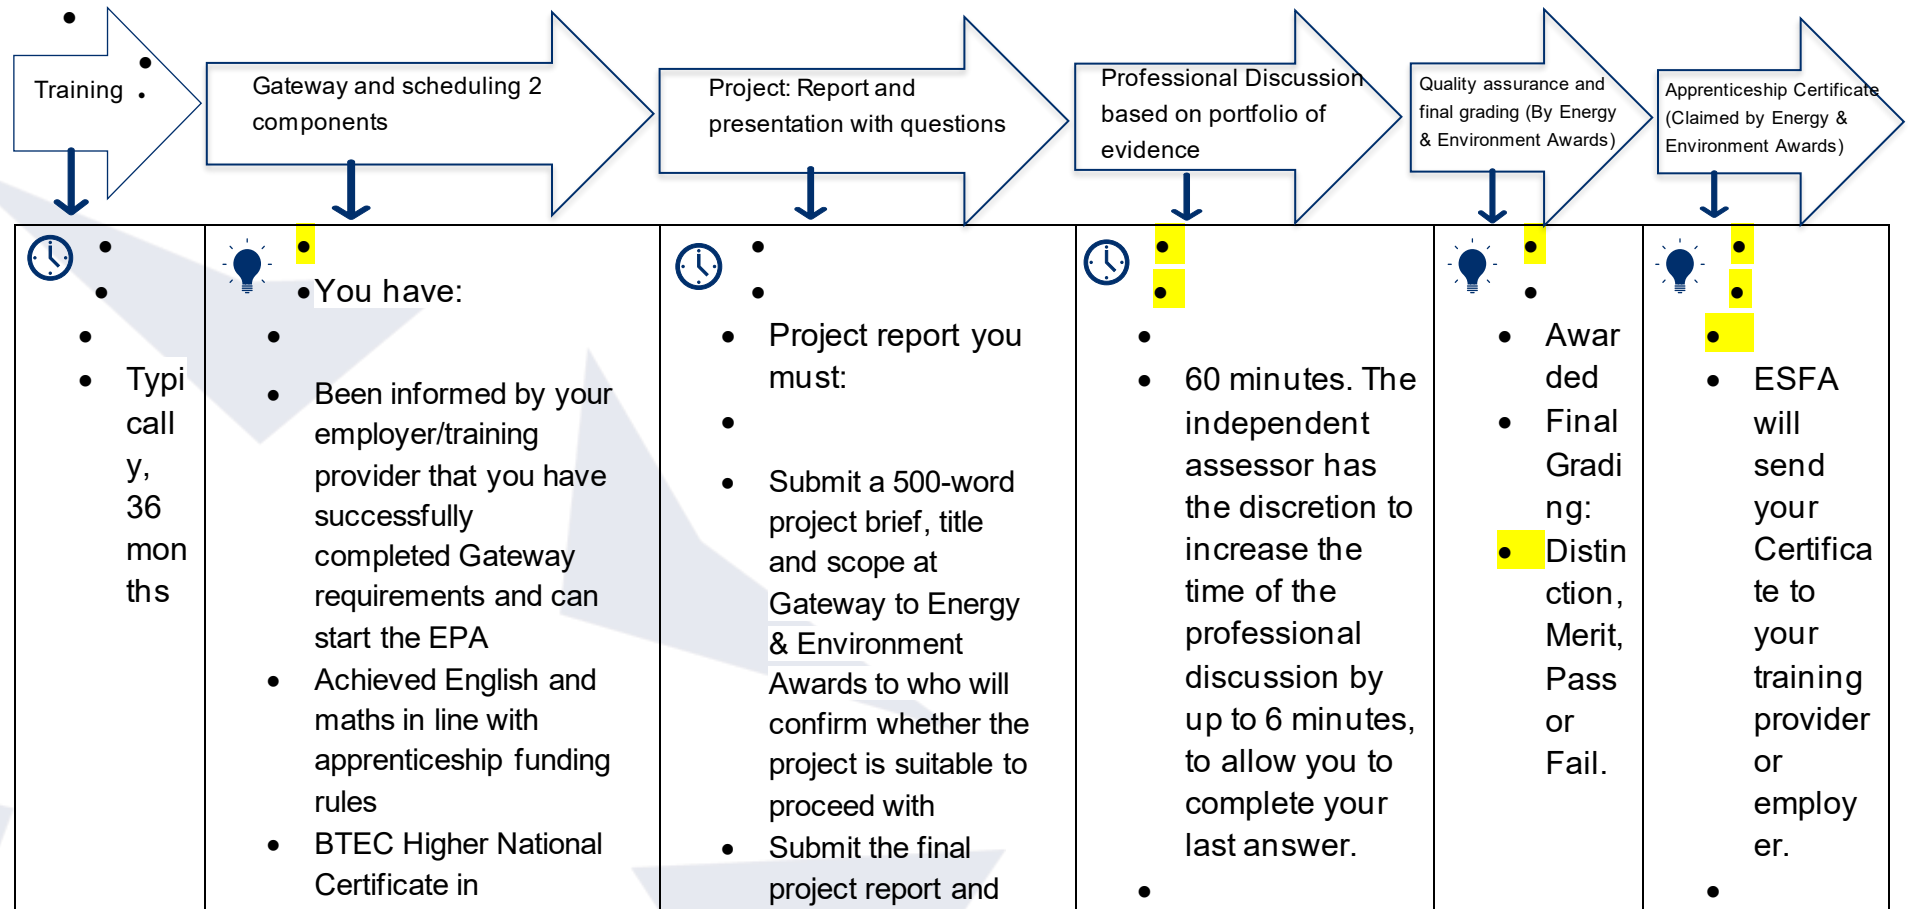 Training
Gateway and scheduling 2
components
Project: Report and
presentation with questions
Professional Discussion
based on portfolio of
evidence
Quality assurance and
final grading (By Energy
& Environment Awards)
Apprenticeship Certificate
(Claimed by Energy &
Environment Awards)
Typi
call
y,
36
mon
ths
You have:
Been informed by your
employer/training
provider that you have
successfully
completed Gateway
requirements and can
start the EPA
Achieved English and
maths in line with
apprenticeship funding
rules
BTEC Higher National
Certificate in
Project report you
must:
Submit a 500-word
project brief, title
and scope at
Gateway to Energy
& Environment
Awards to who will
confirm whether the
project is suitable to
proceed with
Submit the final
project report and
60 minutes. The
independent
assessor has
the discretion to
increase the
time of the
professional
discussion by
up to 6 minutes,
to allow you to
complete your
last answer.
Awar
ded
Final
Gradi
ng:
Distin
ction,
Merit,
Pass
or
Fail.
ESFA
will
send
your
Certifica
te to
your
training
provider
or
employ
er.